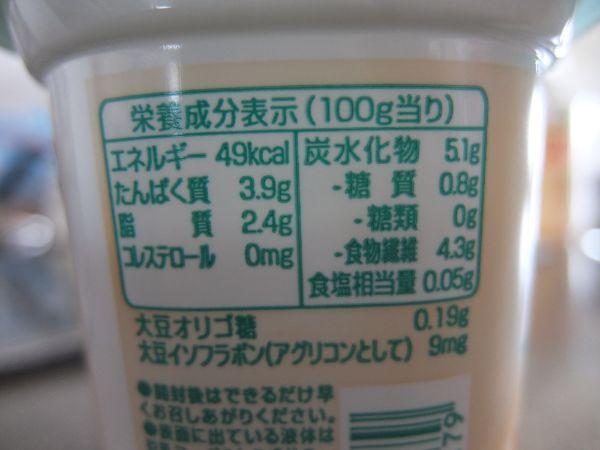 栄養成分表示(100g当り)
エネルギー 49kcal
たんぱく質 3.9g
脂質 2.4g
コレステロール 0mg
炭水化物 5.1g
-糖質 0.8g
-糖類 0g
-食物繊維 4.3g
食塩相当量 0.05g
大豆オリゴ糖 0.19g
大豆イソフラボン(アグリコンとして) 9mg
●開封後はできるだけ早
くお召しあがりください。
●表面に出ている液体は
79